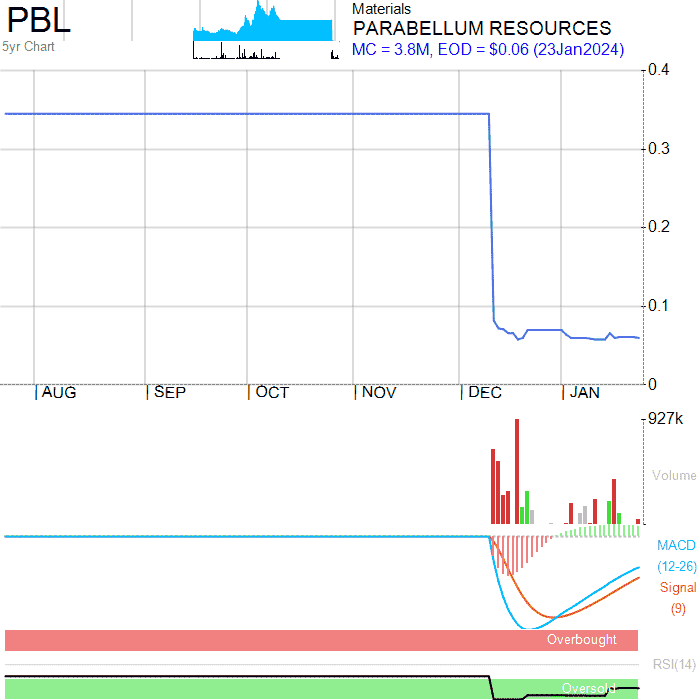 PBL
5yr Chart
Materials
PARABELLUM RESOURCES
MC = 3.8M, EOD = $0.06 (23Jan2024)
0.4
0.3
0.2
0.1
0
AUG SEP OCT NOV DEC JAN
927k
Volume
MACD
(12-26)
Signal
(9)
Overbought
RSI(14)
Oversold